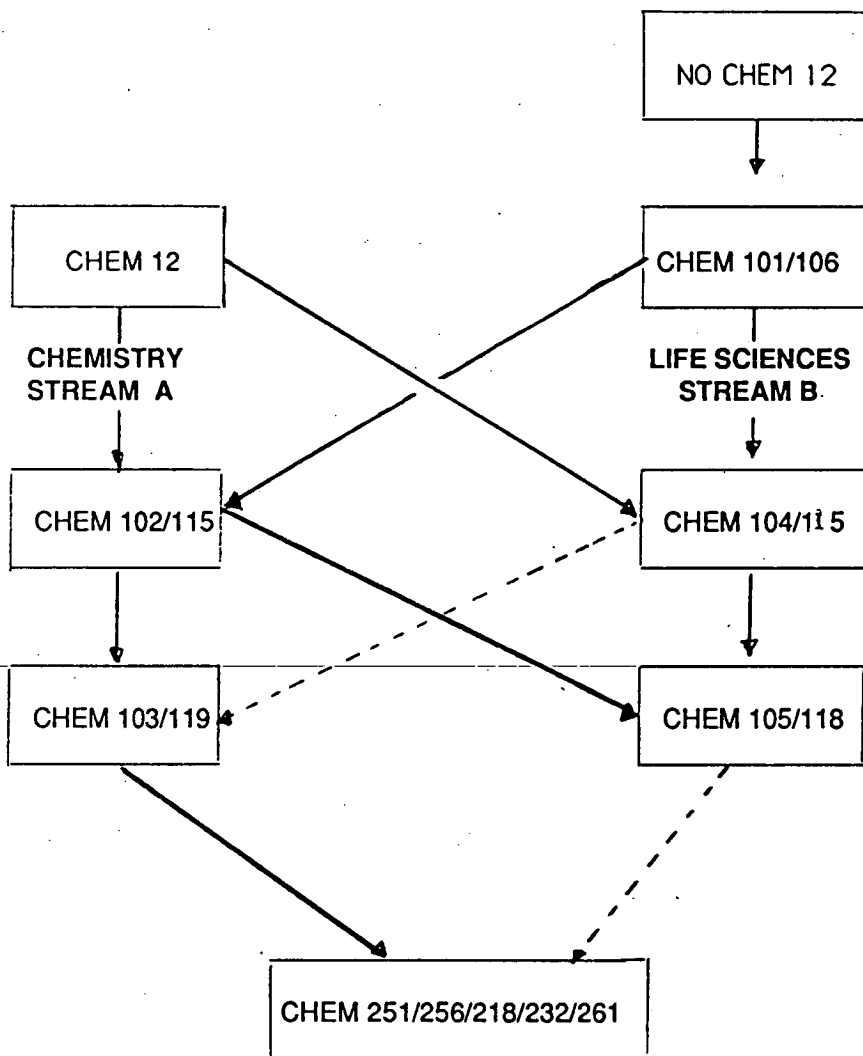 NO CHEM 12
CHEM 12
CHEM 101/106
CHEMISTRY
STREAM A
LIFE SCIENCES
STREAM B
CHEM 102/115
CHEM 104/115
CHEM 103/119
CHEM 105/118
CHEM 251/256/218/232/261